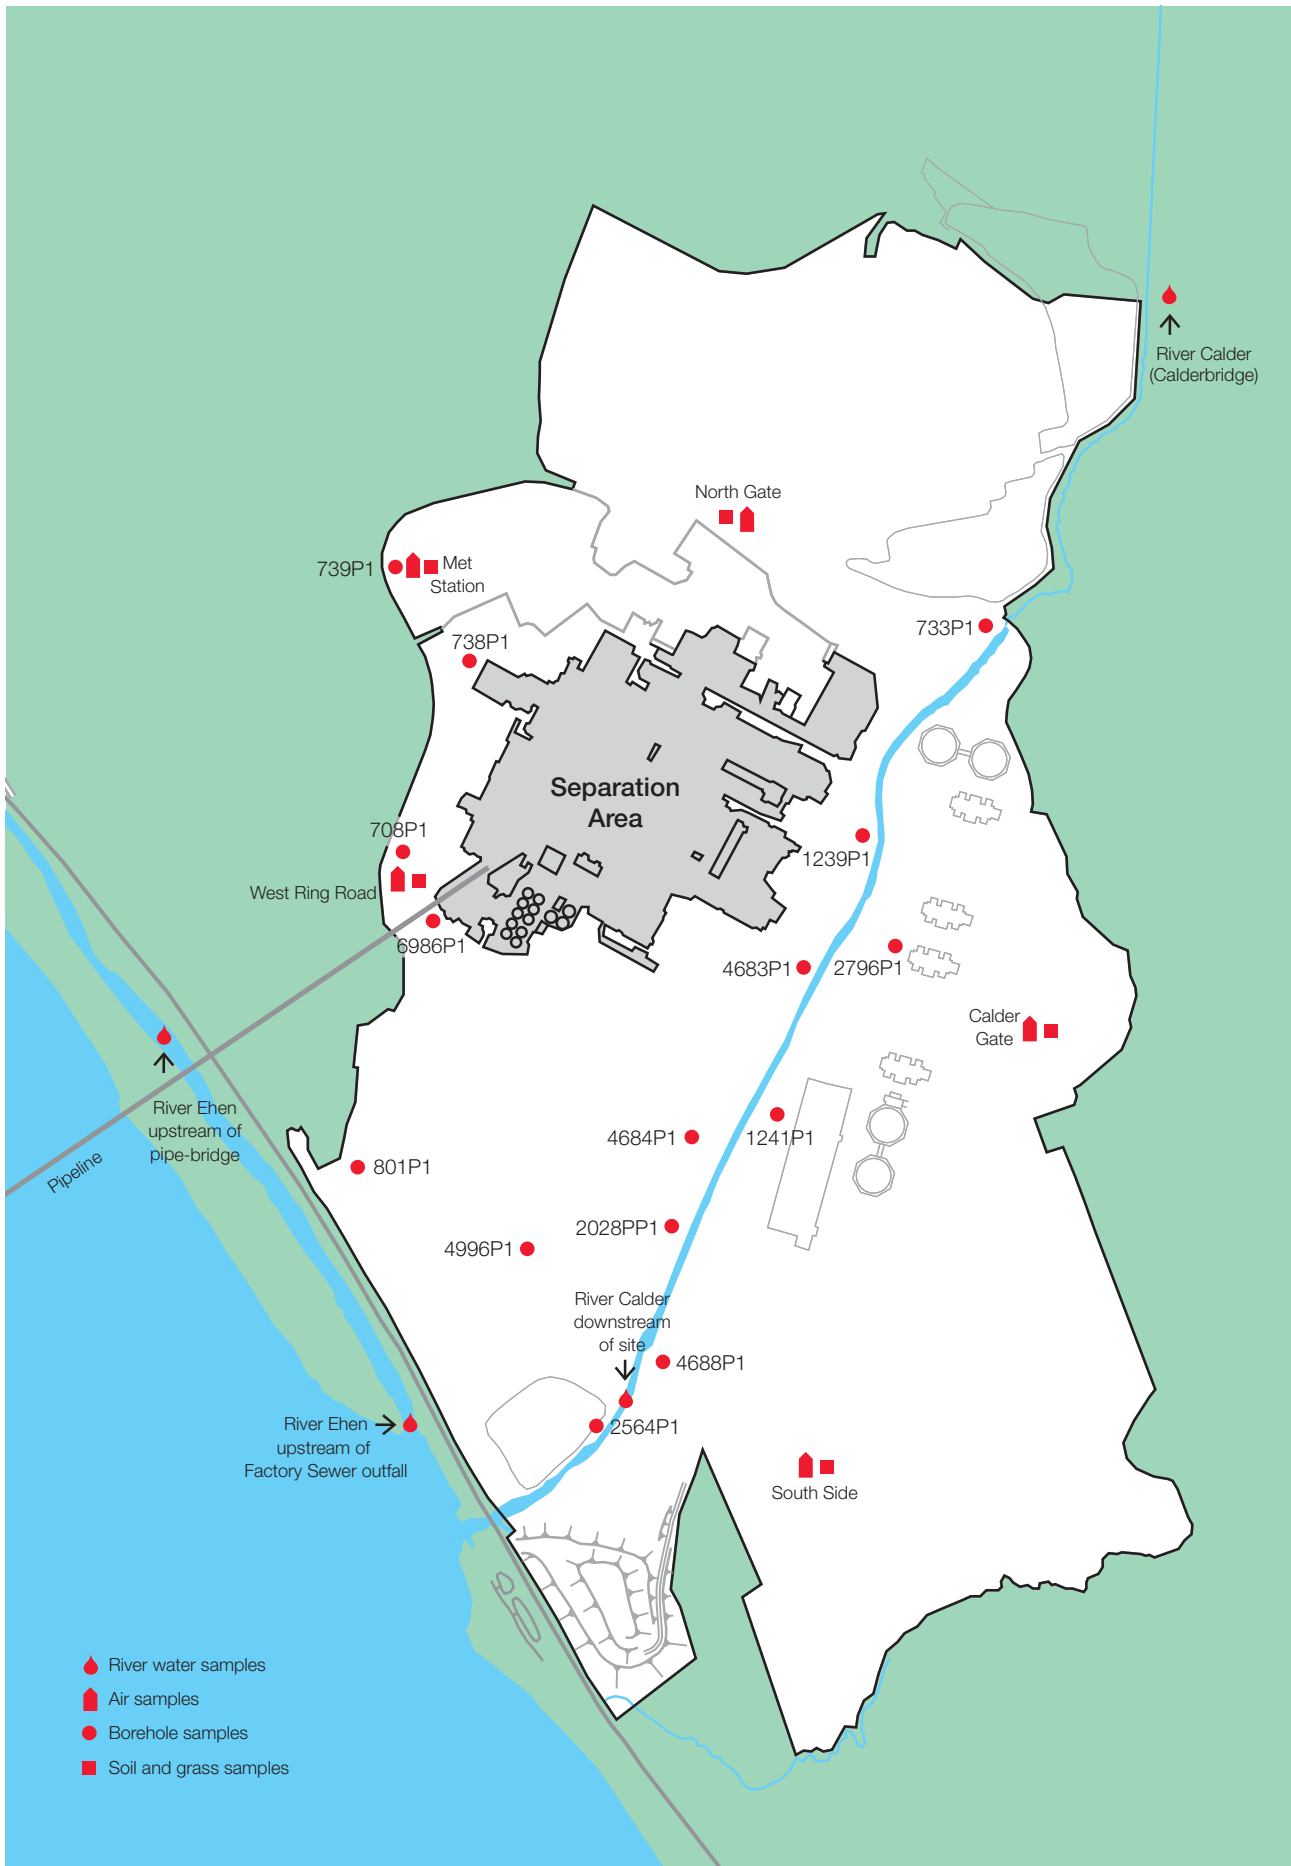 River Calder
(Calderbridge)
North Gate
739P1
Met
Station
733P1
738P1
Separation
Area
708P1
1239P1
West Ring Road
6986P1
4683P1
2796P1
Calder
Gate
River Ehen
upstream of
pipe-bridge
4684P1
1241P1
Pipeline
801P1
2028PP1
4996P1
River Calder
downstream
of site
4688P1
River Ehen
upstream of
Factory Sewer outfall
2564P1
South Side
River water samples
Air samples
Borehole samples
Soil and grass samples